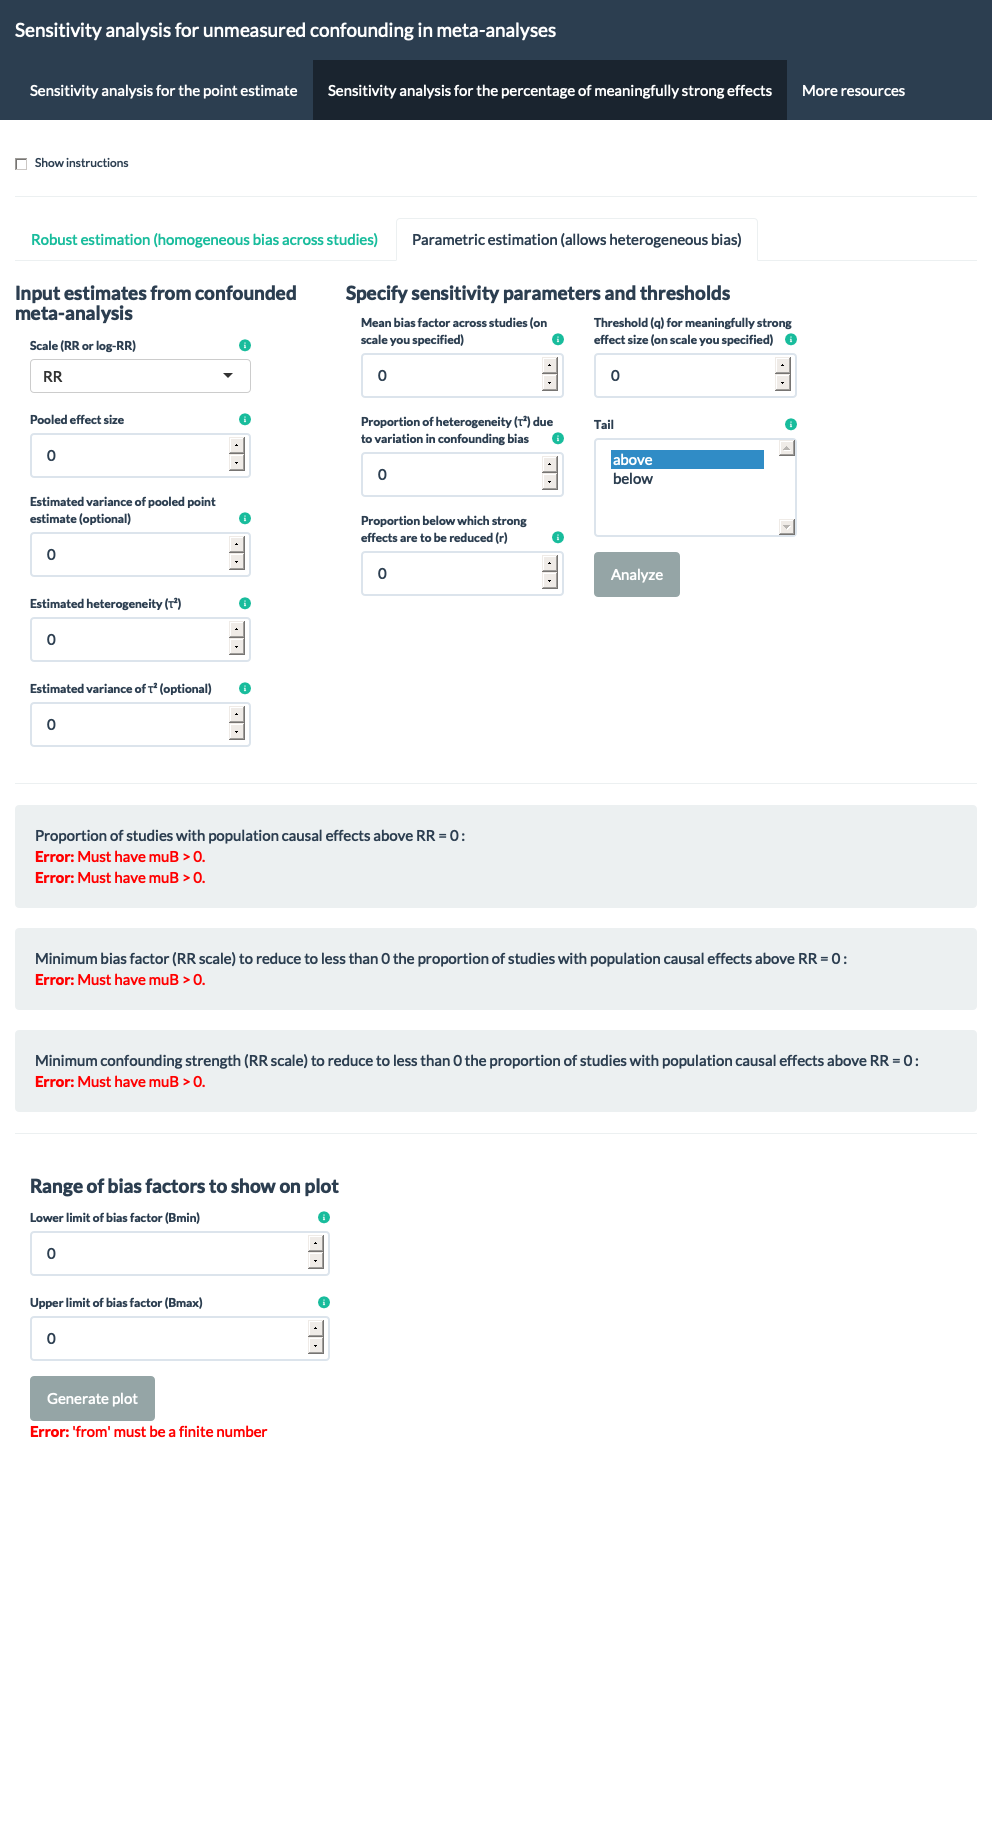 Sensitivity analysis for unmeasured confounding in meta-analyses
Sensitivity analysis for the point estimate
Sensitivity analysis for the percentage of meaningfully strong effects
More resources
Show instructions
Robust estimation (homogeneous bias across studies)
Parametric estimation (allows heterogeneous bias)
Input estimates from confounded
meta-analysis
Scale (RR or log-RR)
RR
Pooled effect size
0
Estimated variance of pooled point
estimate (optional)
0
Estimated heterogeneity (τ²)
0
Estimated variance of τ² (optional)
0
Specify sensitivity parameters and thresholds
Mean bias factor across studies (on
scale you specified)
0
Proportion of heterogeneity (τ²) due
to variation in confounding bias
0
Proportion below which strong
effects are to be reduced (r)
0
Threshold (q) for meaningfully strong
effect size (on scale you specified)
0
Tail
above
below
Analyze
Proportion of studies with population causal effects above RR = 0 :
Error: Must have muB > 0.
Error: Must have muB > 0.
Minimum bias factor (RR scale) to reduce to less than 0 the proportion of studies with population causal effects above RR = 0 :
Error: Must have muB > 0.
Minimum confounding strength (RR scale) to reduce to less than 0 the proportion of studies with population causal effects above RR = 0 :
Error: Must have muB > 0.
Range of bias factors to show on plot
Lower limit of bias factor (Bmin)
0
Upper limit of bias factor (Bmax)
0
Generate plot
Error: 'from' must be a finite number